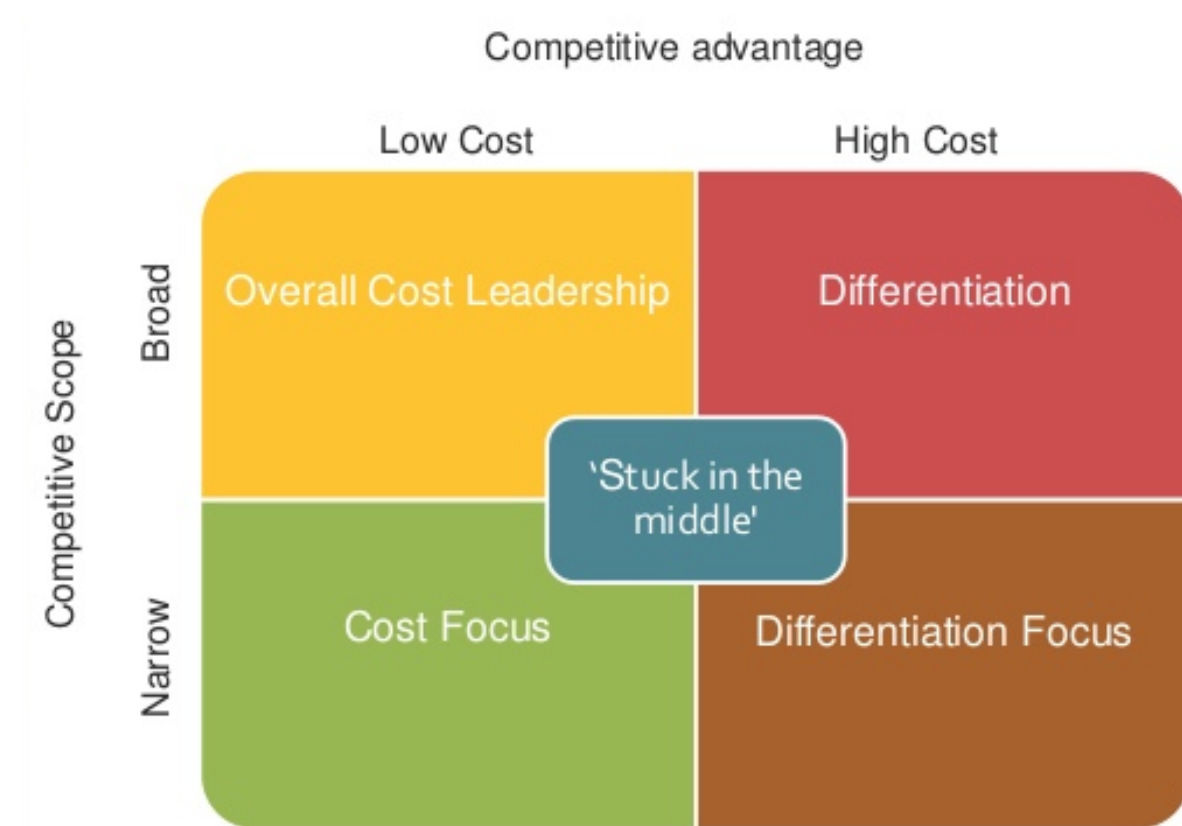 Competitive advantage
Low Cost
High Cost
Competitive Scope
Broad
Overall Cost Leadership
Differentiation
‘Stuck in the
middle'
Narrow
Cost Focus
Differentiation Focus